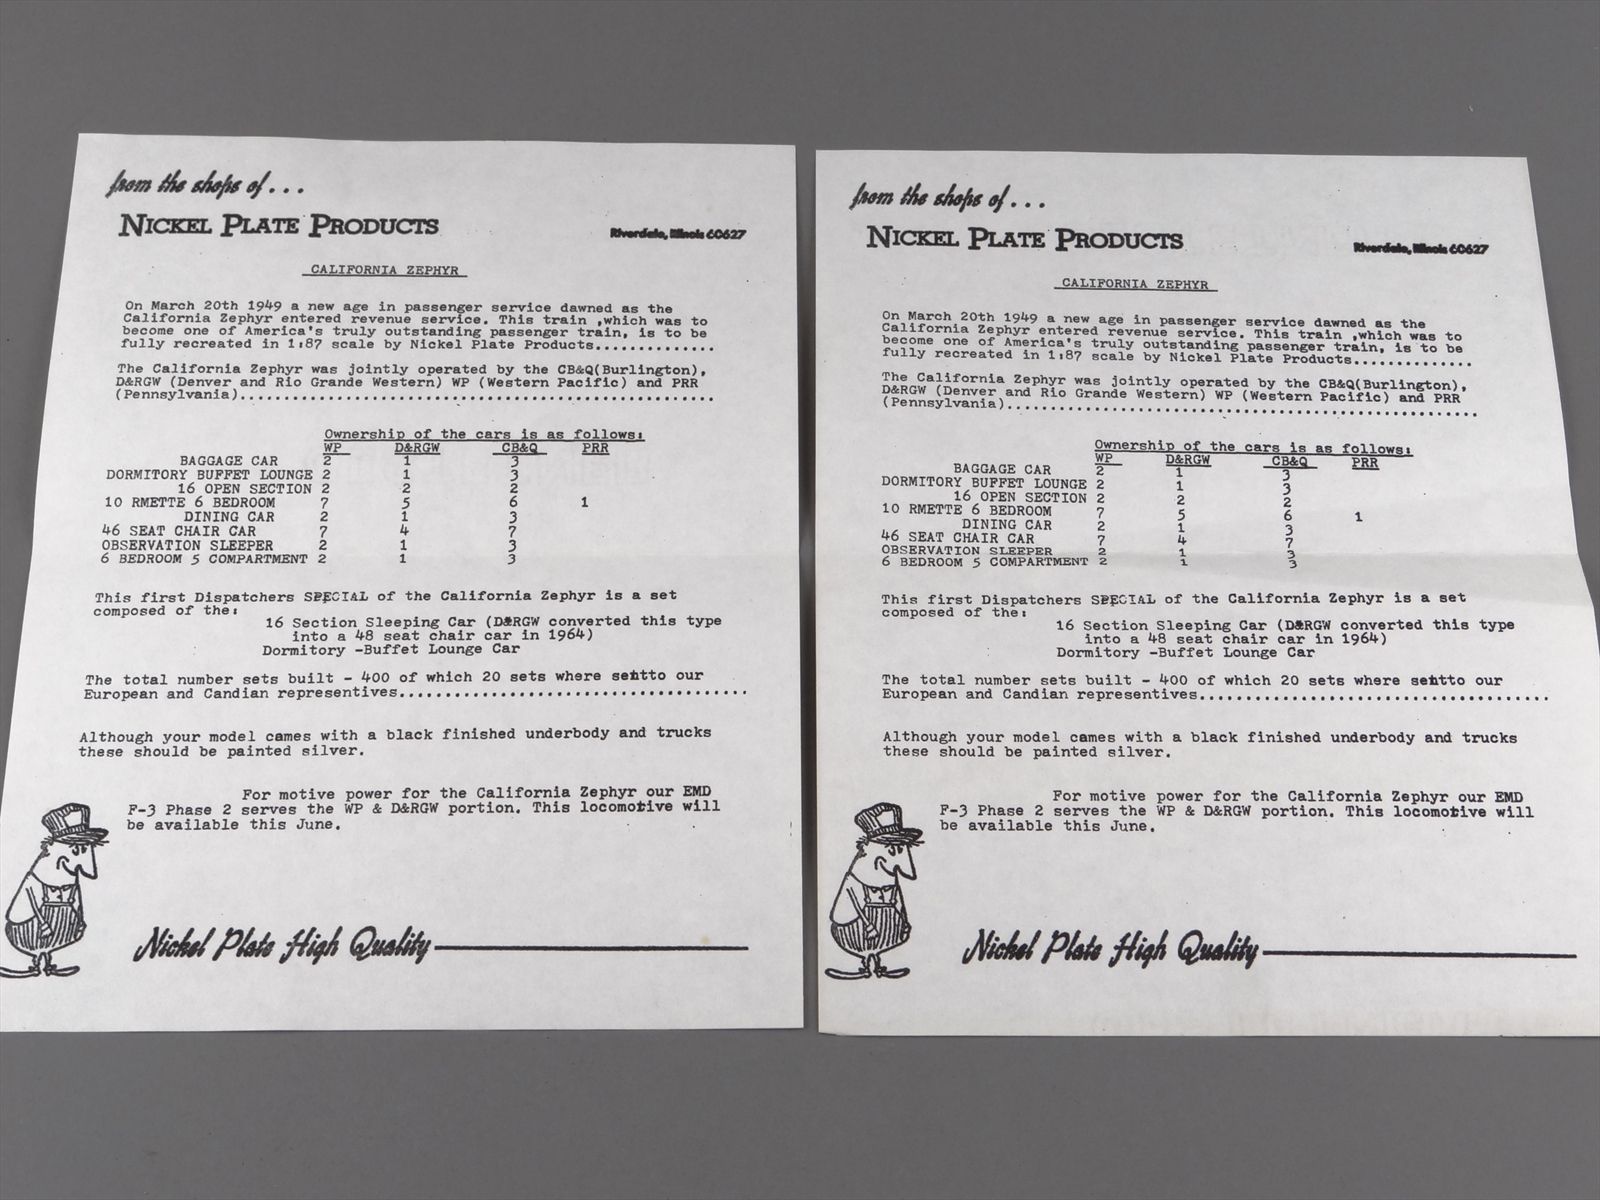 from the shops of...
NICKEL PLATE PRODUCTS
Riverdale, Illinois 60627
CALIFORNIA ZEPHYR
On March 20th 1949 a new age in passenger service dawned as the
California Zephyr entered revenue service. This train ,which was to
become one of America's truly outstanding passenger train, is to be
fully recreated in 1:87 scale by Nickel Plate Products..............
The California Zephyr was jointly operated by the CB&Q(Burlington),
D&RGW (Denver and Rio Grande Western) WP (Western Pacific) and PRR
(Pennsylvania)......................................................
Ownership of the cars is as follows:
WP D&RGW CB&Q PRR
BAGGAGE CAR 2 1 3
DORMITORY BUFFET LOUNGE 2 1 3
16 OPEN SECTION 2 2 2
10 RMETTE 6 BEDROOM 7 5 6 1
DINING CAR 2 1 3
46 SEAT CHAIR CAR 7 4 7
OBSERVATION SLEEPER 2 1 3
6 BEDROOM 5 COMPARTMENT 2 1 3
This first Dispatchers SPECIAL of the California Zephyr is a set
composed of the:
16 Section Sleeping Car (D&RGW converted this type
into a 48 seat chair car in 1964)
Dormitory -Buffet Lounge Car
The total number sets built - 400 of which 20 sets where sentto our
European and Candian representives.......................................
Although your model cames with a black finished underbody and trucks
these should be painted silver.
For motive power for the California Zephyr our EMD
F-3 Phase 2 serves the WP & D&RGW portion. This locomotive will
be available this June.
Nickel Plate High Quality
from the shops of...
NICKEL PLATE PRODUCTS
Riverdale, Illinois 60627
CALIFORNIA ZEPHYR
On March 20th 1949 a new age in passenger service dawned as the
California Zephyr entered revenue service. This train ,which was to
become one of America's truly outstanding passenger train, is to be
fully recreated in 1:87 scale by Nickel Plate Products..............
The California Zephyr was jointly operated by the CB&Q(Burlington),
D&RGW (Denver and Rio Grande Western) WP (Western Pacific) and PRR
(Pennsylvania)......................................................
Ownership of the cars is as follows:
WP D&RGW CB&Q PRR
BAGGAGE CAR 2 1 3
DORMITORY BUFFET LOUNGE 2 1 3
16 OPEN SECTION 2 2 2
10 RMETTE 6 BEDROOM 7 5 6 1
DINING CAR 2 1 3
46 SEAT CHAIR CAR 7 4 7
OBSERVATION SLEEPER 2 1 3
6 BEDROOM 5 COMPARTMENT 2 1 3
This first Dispatchers SPECIAL of the California Zephyr is a set
composed of the:
16 Section Sleeping Car (D&RGW converted this type
into a 48 seat chair car in 1964)
Dormitory -Buffet Lounge Car
The total number sets built - 400 of which 20 sets where sentto our
European and Candian representives.......................................
Although your model cames with a black finished underbody and trucks
these should be painted silver.
For motive power for the California Zephyr our EMD
F-3 Phase 2 serves the WP & D&RGW portion. This locomotive will
be available this June.
Nickel Plate High Quality